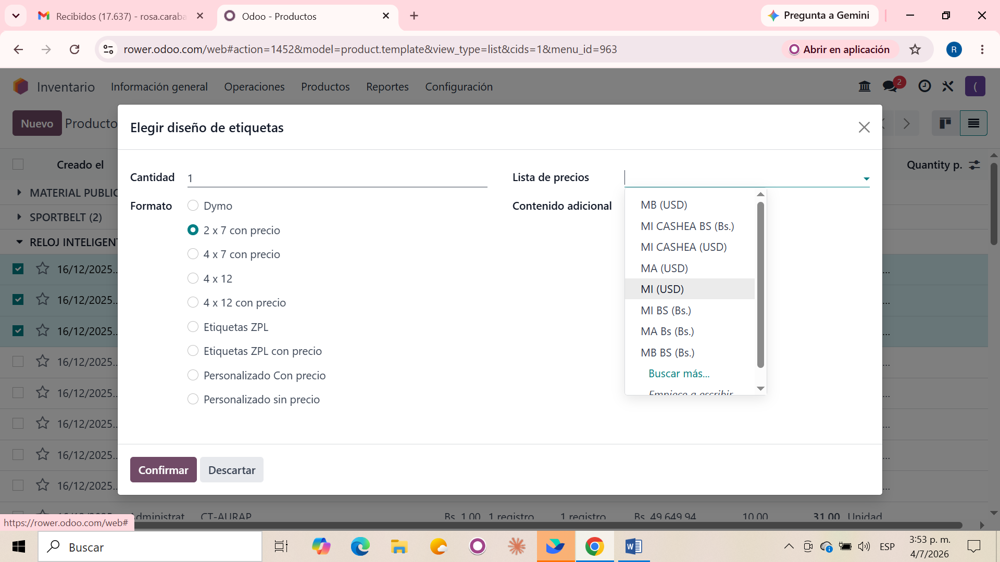 Recibidos (17.637) - rosa.caraba
Odoo - Productos
Pregunta a Gemini
rower.odoo.com/web#action=1452&model=product.template&view_type=list&cids=1&menu_id=963
Abrir en aplicación
R
Inventario
Información general
Operaciones
Productos
Reportes
Configuración
2
(
Nuevo
Producto
Elegir diseño de etiquetas
Creado el
Quantity p.
Cantidad
1
Lista de precios
MATERIAL PUBLIC
SPORTBELT (2)
RELOJ INTELIGENT
Formato
Dymo
2 x 7 con precio
4 x 7 con precio
4 x 12
4 x 12 con precio
Etiquetas ZPL
Etiquetas ZPL con precio
Personalizado Con precio
Personalizado sin precio
Contenido adicional
MB (USD)
MI CASHEA BS (Bs.)
MI CASHEA (USD)
MA (USD)
MI (USD)
MI BS (Bs.)
MA Bs (Bs.)
MB BS (Bs.)
Buscar más...
Empiece a escribir
16/12/2025...
16/12/2025...
16/12/2025...
16/12/2025...
16/12/2025...
16/12/2025...
16/12/2025...
16/12/2025...
Confirmar
Descartar
Administrat
CT-AURAP
Bs. 1,00
1 registro
1 registro
Bs. 49.649,94
10,00
31,00
Unidad
https://rower.odoo.com/web#
Buscar
ESP
3:53 p. m.
4/7/2026